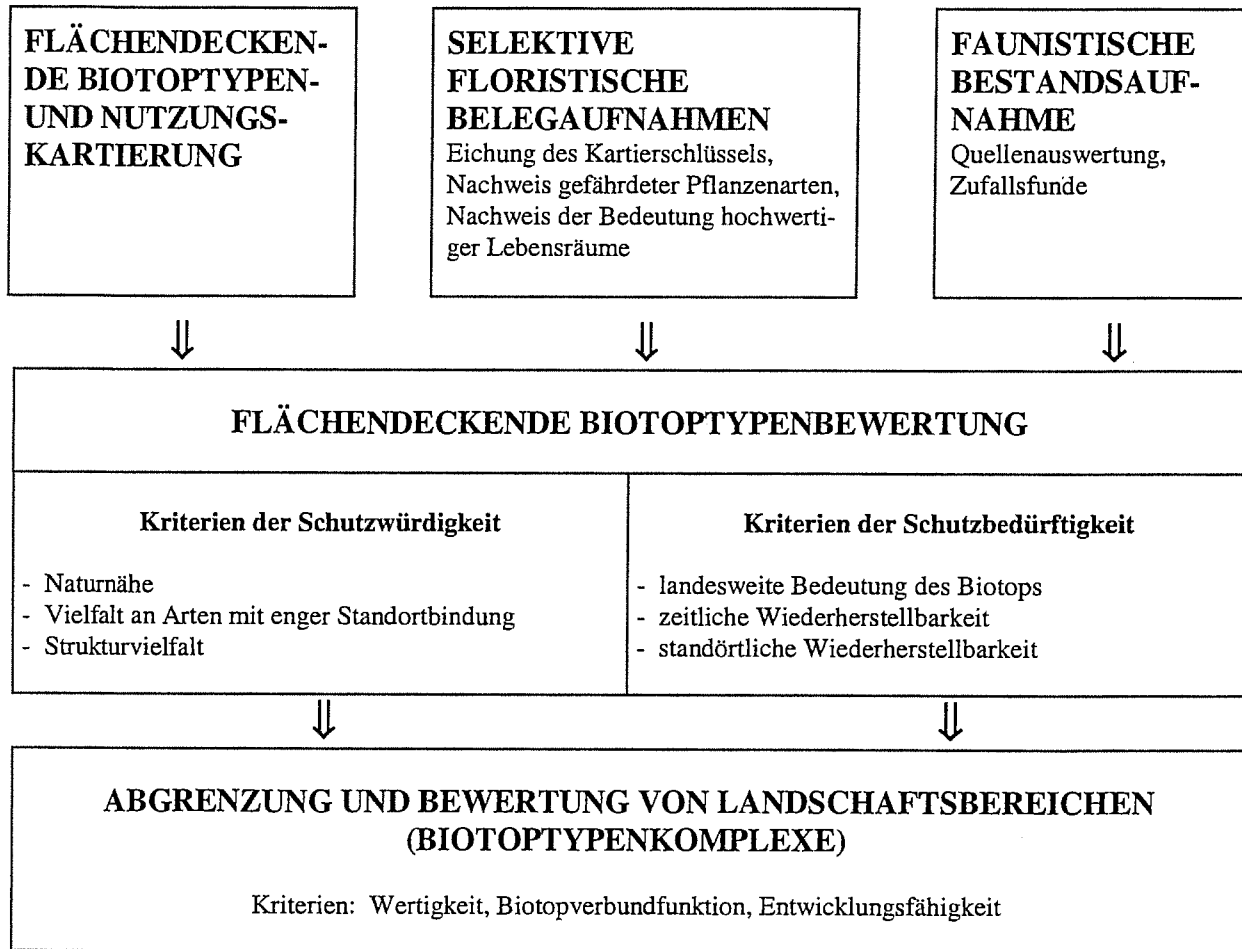 FLÄCHENDECKEN-
DE BIOTOPTYPEN-
UND NUTZUNGS-
KARTIERUNG
SELEKTIVE
FLORISTISCHE
BELEGAUFNAHMEN
Eichung des Kartierschlüssels,
Nachweis gefährdeter Pflanzenarten,
Nachweis der Bedeutung hochwerti-
ger Lebensräume
FAUNISTISCHE
BESTANDSAUF-
NAHME
Quellenauswertung,
Zufallsfunde
⇓ ⇓ ⇓
FLÄCHENDECKENDE BIOTOPTYPENBEWERTUNG
Kriterien der Schutzwürdigkeit
- Naturnähe
- Vielfalt an Arten mit enger Standortbindung
- Strukturvielfalt
Kriterien der Schutzbedürftigkeit
- landesweite Bedeutung des Biotops
- zeitliche Wiederherstellbarkeit
- standörtliche Wiederherstellbarkeit
⇓ ⇓
ABGRENZUNG UND BEWERTUNG VON LANDSCHAFTSBEREICHEN
(BIOTOPTYPENKOMPLEXE)
Kriterien: Wertigkeit, Biotopverbundfunktion, Entwicklungsfähigkeit